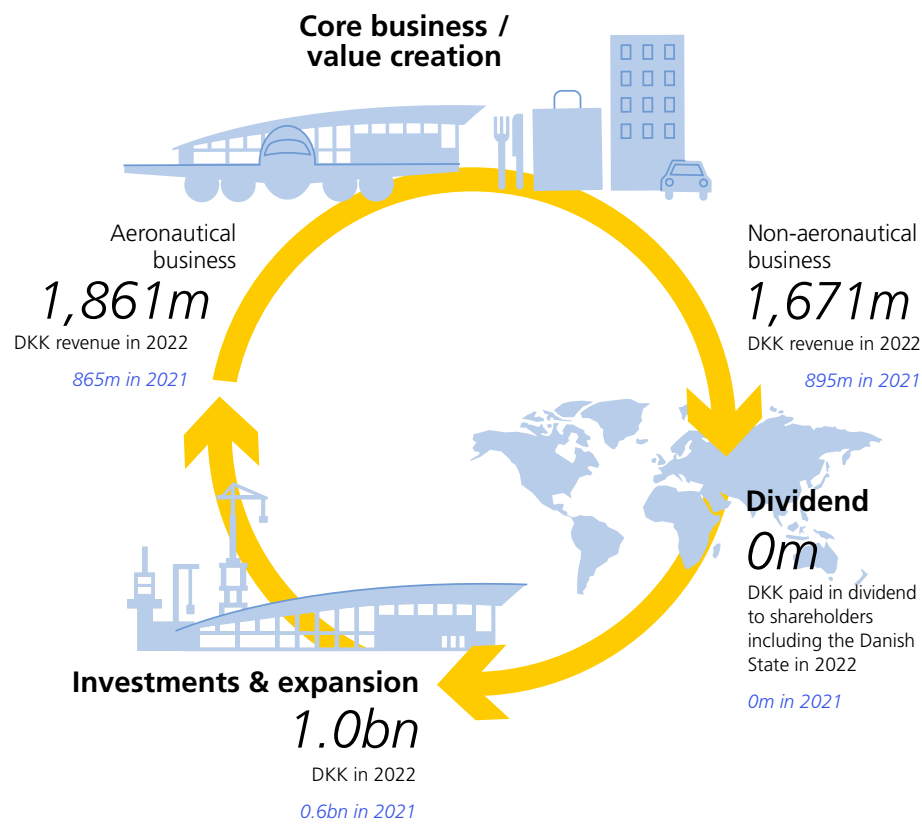 Core business /
value creation
Aeronautical
business
1,861m
DKK revenue in 2022
865m in 2021
Non-aeronautical
business
1,671m
DKK revenue in 2022
895m in 2021
Dividend
0m
DKK paid in dividend
to shareholders
including the Danish
State in 2022
0m in 2021
Investments & expansion
1.0bn
DKK in 2022
0.6bn in 2021